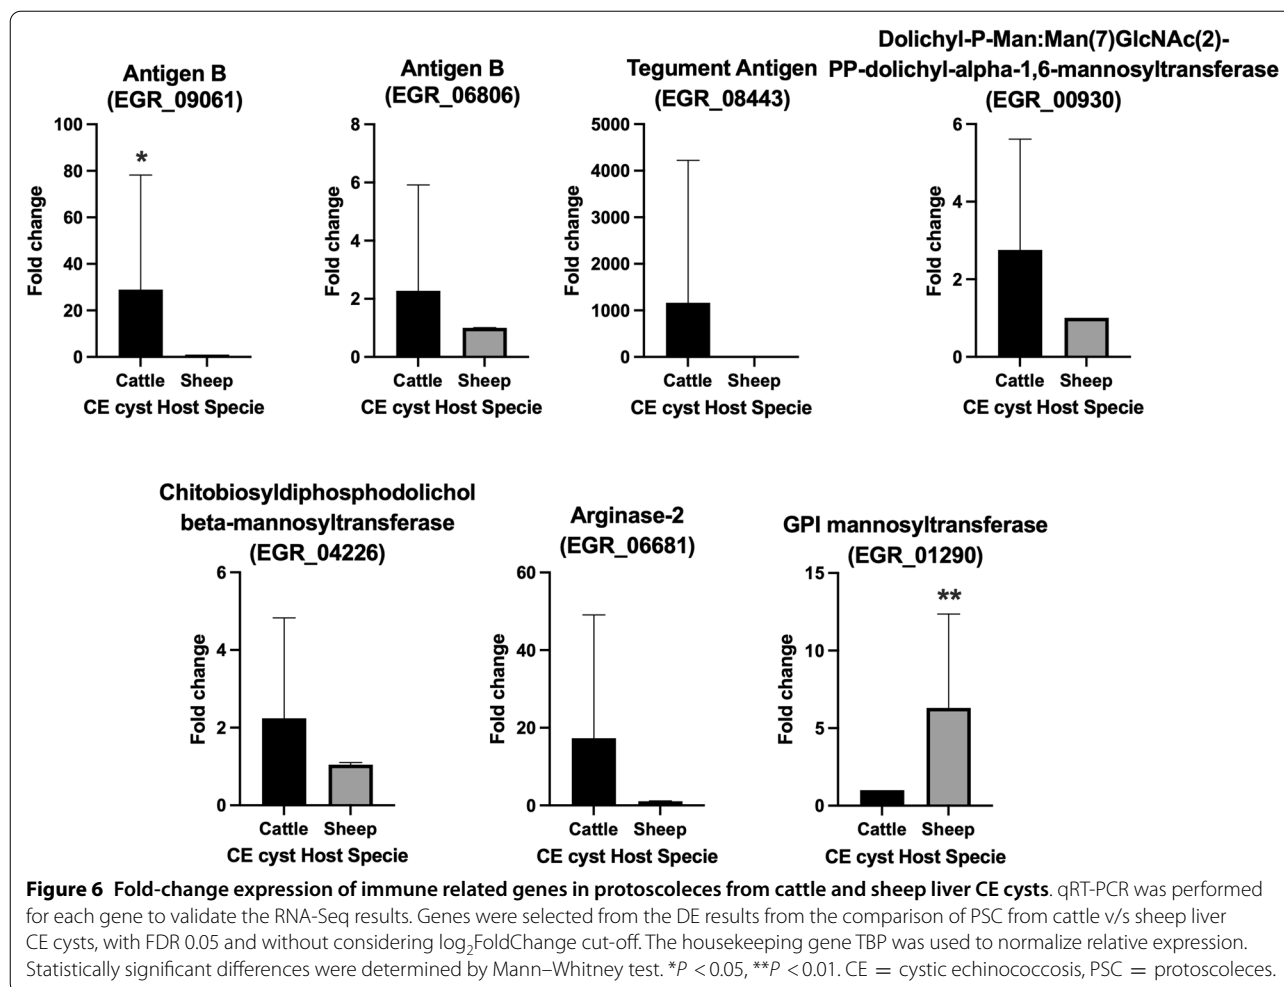 Antigen B
(EGR_09061)
100
80
60
40
20
0
Fold change
*
Cattle Sheep
CE cyst Host Specie
Antigen B
(EGR_06806)
8
6
4
2
0
Fold change
Cattle Sheep
CE cyst Host Specie
Tegument Antigen
(EGR_08443)
5000
4000
3000
2000
1000
0
Fold change
Cattle Sheep
CE cyst Host Specie
Dolichyl-P-Man:Man(7)GlcNAc(2)-
PP-dolichyl-alpha-1,6-mannosyltransferase
(EGR_00930)
6
4
2
0
Fold change
Cattle Sheep
CE cyst Host Specie
Chitobiosyldiphosphodolichol
beta-mannosyltransferase
(EGR_04226)
6
4
2
0
Fold change
Cattle Sheep
CE cyst Host Specie
Arginase-2
(EGR_06681)
60
40
20
0
Fold change
Cattle Sheep
CE cyst Host Specie
GPI mannosyltransferase
(EGR_01290)
15
10
5
0
Fold change
**
Cattle Sheep
CE cyst Host Specie
Figure 6 Fold-change expression of immune related genes in protoscoleces from cattle and sheep liver CE cysts. qRT-PCR was performed
for each gene to validate the RNA-Seq results. Genes were selected from the DE results from the comparison of PSC from cattle v/s sheep liver
CE cysts, with FDR 0.05 and without considering log₂FoldChange cut-off. The housekeeping gene TBP was used to normalize relative expression.
Statistically significant differences were determined by Mann–Whitney test. *P < 0.05, **P < 0.01. CE = cystic echinococcosis, PSC = protoscoleces.